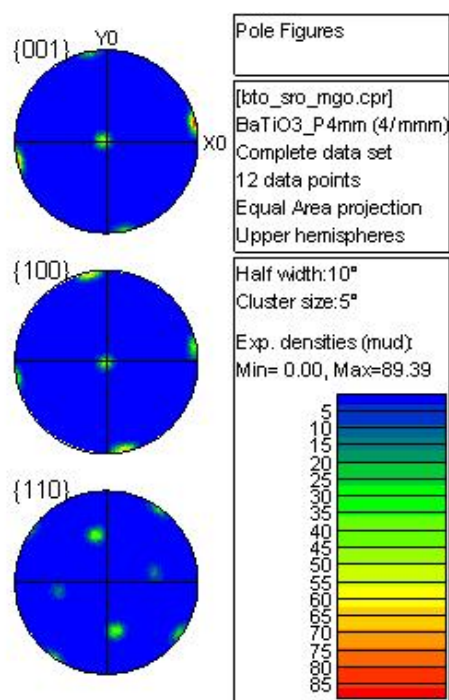 {001}
Y0
X0
{100}
{110}
Pole Figures
[bto_sro_mgo.cpr]
BaTiO3_P4mm (4/mmm)
Complete data set
12 data points
Equal Area projection
Upper hemispheres
Half width:10°
Cluster size:5°
Exp. densities (mud):
Min= 0.00, Max=89.39
5
10
15
20
25
30
35
40
45
50
55
60
65
70
75
80
85